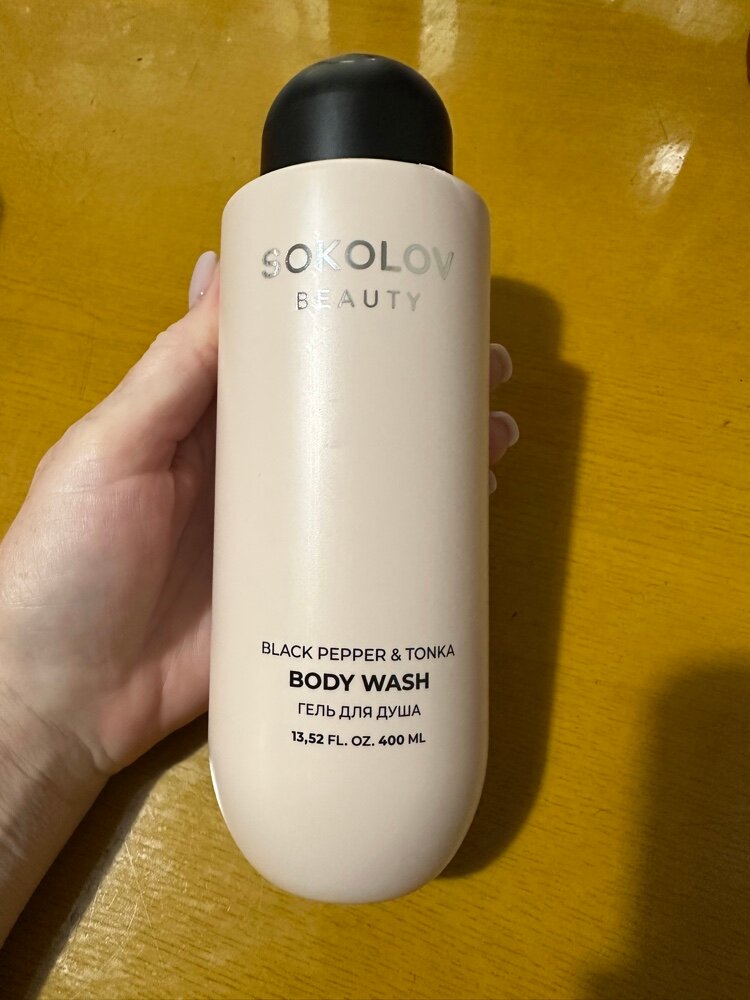 SOKOLOV
BEAUTY
BLACK PEPPER & TONKA
BODY WASH
ГЕЛЬ ДЛЯ ДУША
13,52 FL. OZ. 400 ML